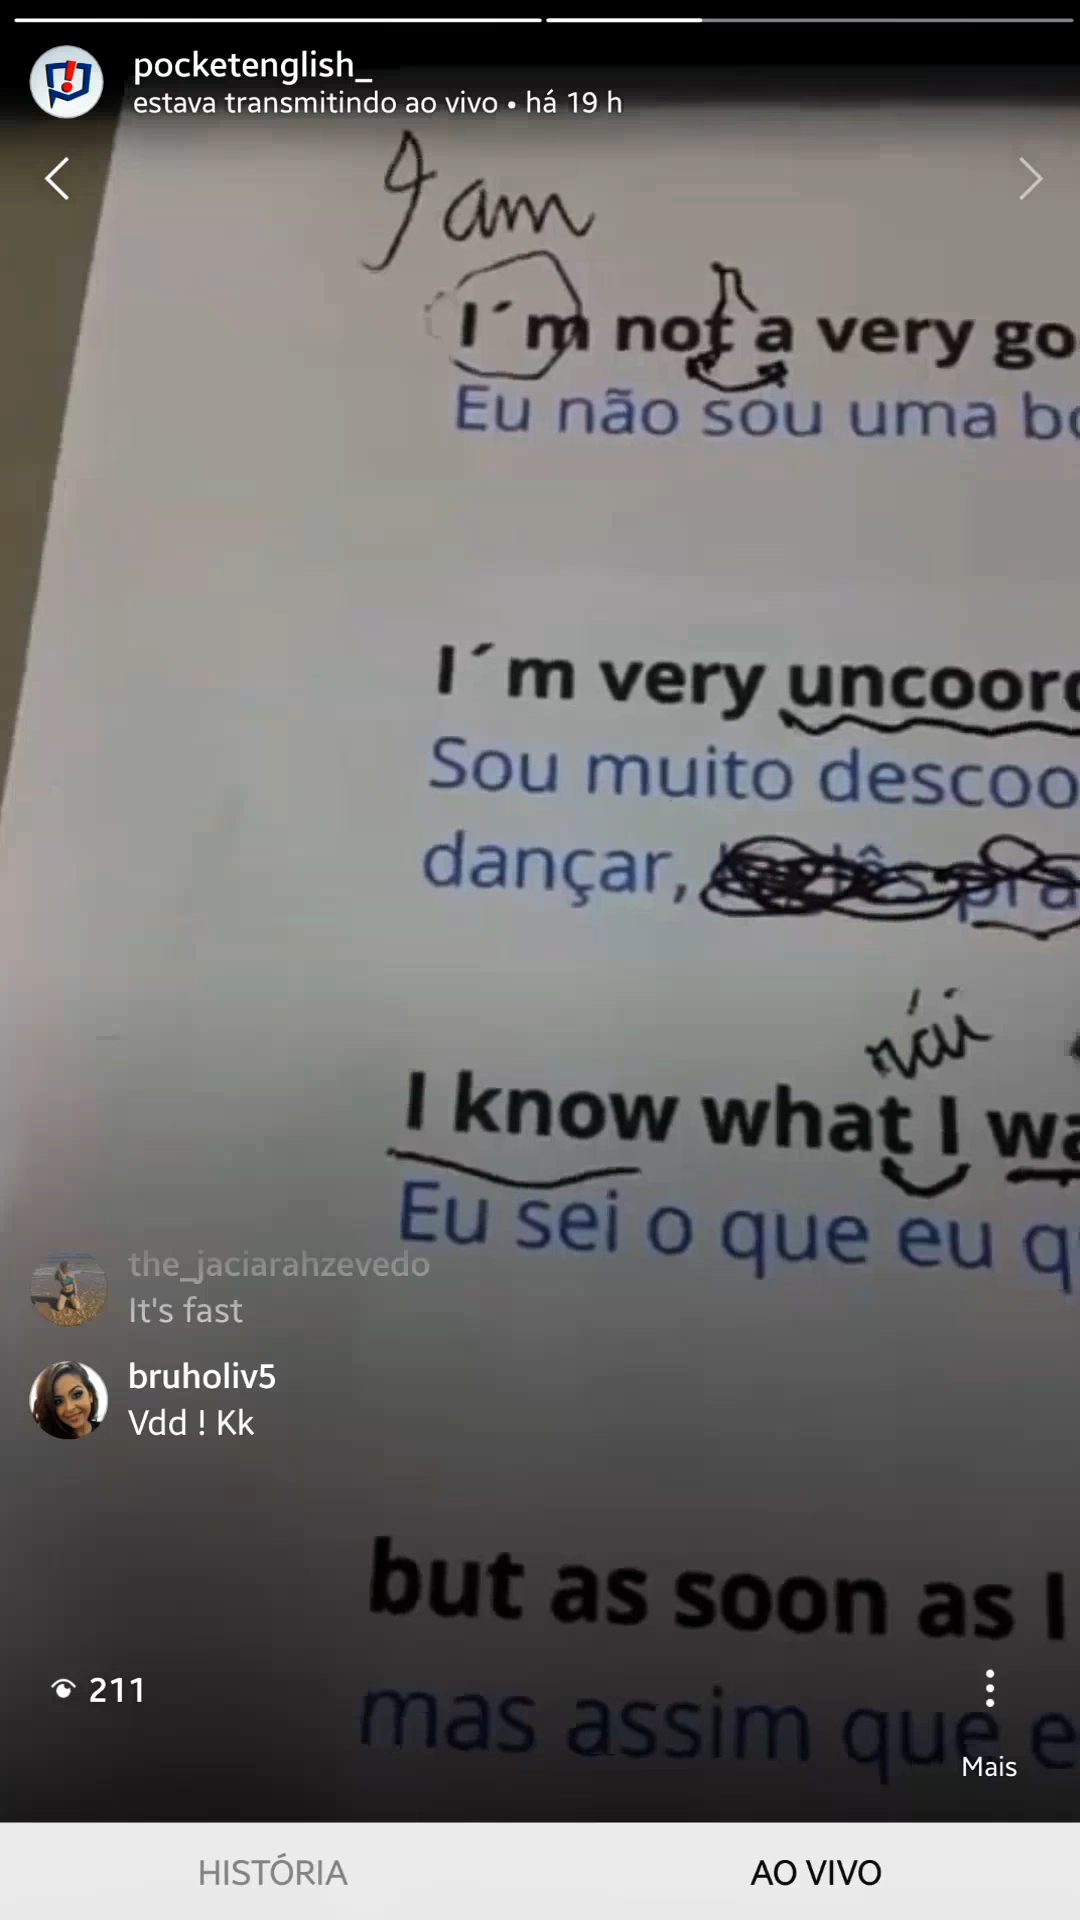 pocketenglish_
estava transmitindo ao vivo • há 19 h
I am
I´m not a very go
Eu não sou uma bo
I´m very uncoord
Sou muito descoo
dançar, pra
rái
I know what I wa
Eu sei o que eu q
the_jaciarahzevedo
It's fast
bruholiv5
Vdd ! Kk
but as soon as I
211
mas assim que e
Mais
HISTÓRIA
AO VIVO